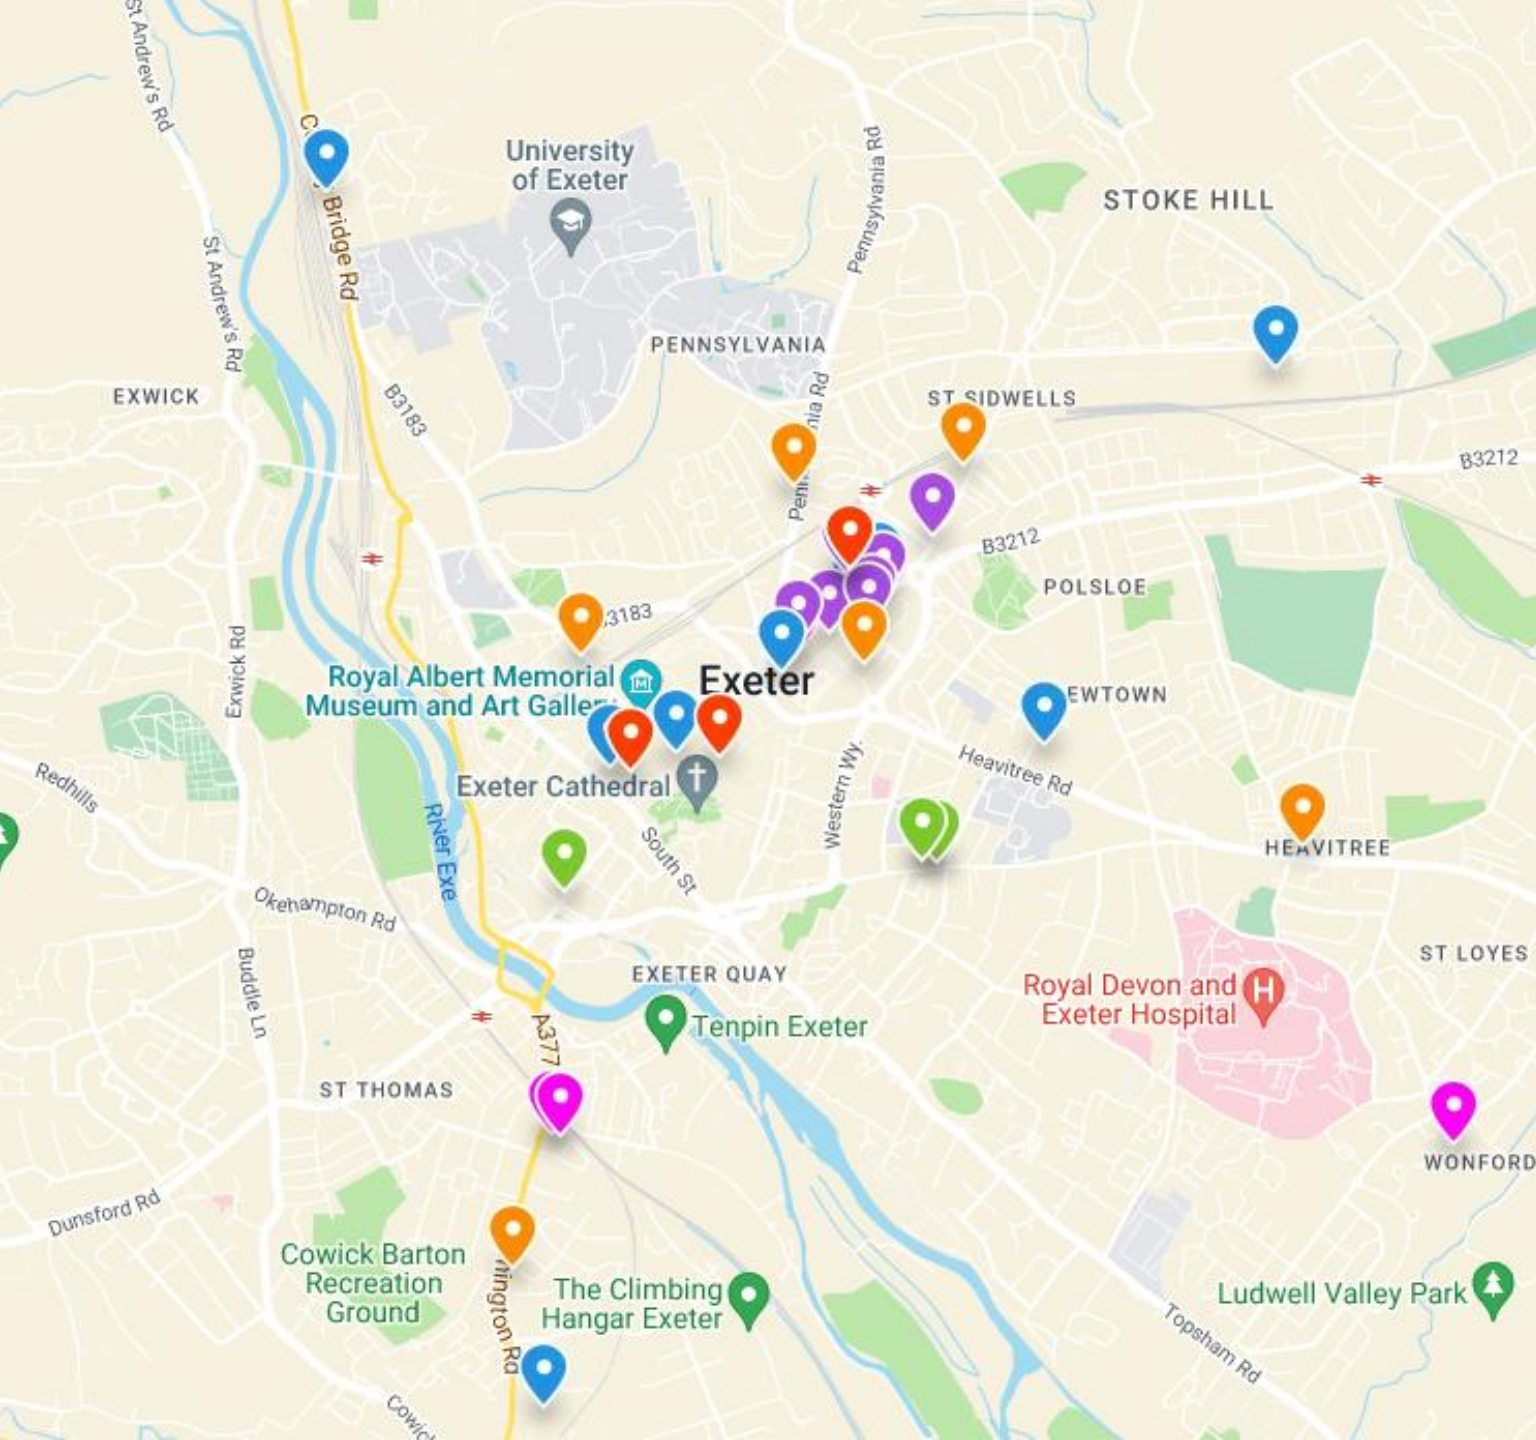 St Andrew's Rd
Bridge Rd
University
of Exeter
Pennsylvania Rd
STOKE HILL
St Andrew's Rd
PENNSYLVANIA
EXWICK
B3183
ST SIDWELLS
B3212
B3212
POLSLOE
Exwick Rd
Royal Albert Memorial
Museum and Art
Exeter
Heavitree Rd
Redhills
Exeter Cathedral
Western Wy.
River Exe
South St
HEAVITREE
Okehampton Rd
Buddle Ln
EXETER QUAY
ST LOYES
Royal Devon and
Exeter Hospital
H
Tenpin Exeter
A377
ST THOMAS
WONFORD
Dunsford Rd
Cowick Barton
Recreation
Ground
The Climbing
Hangar Exeter
Ludwell Valley Park
Topsham Rd